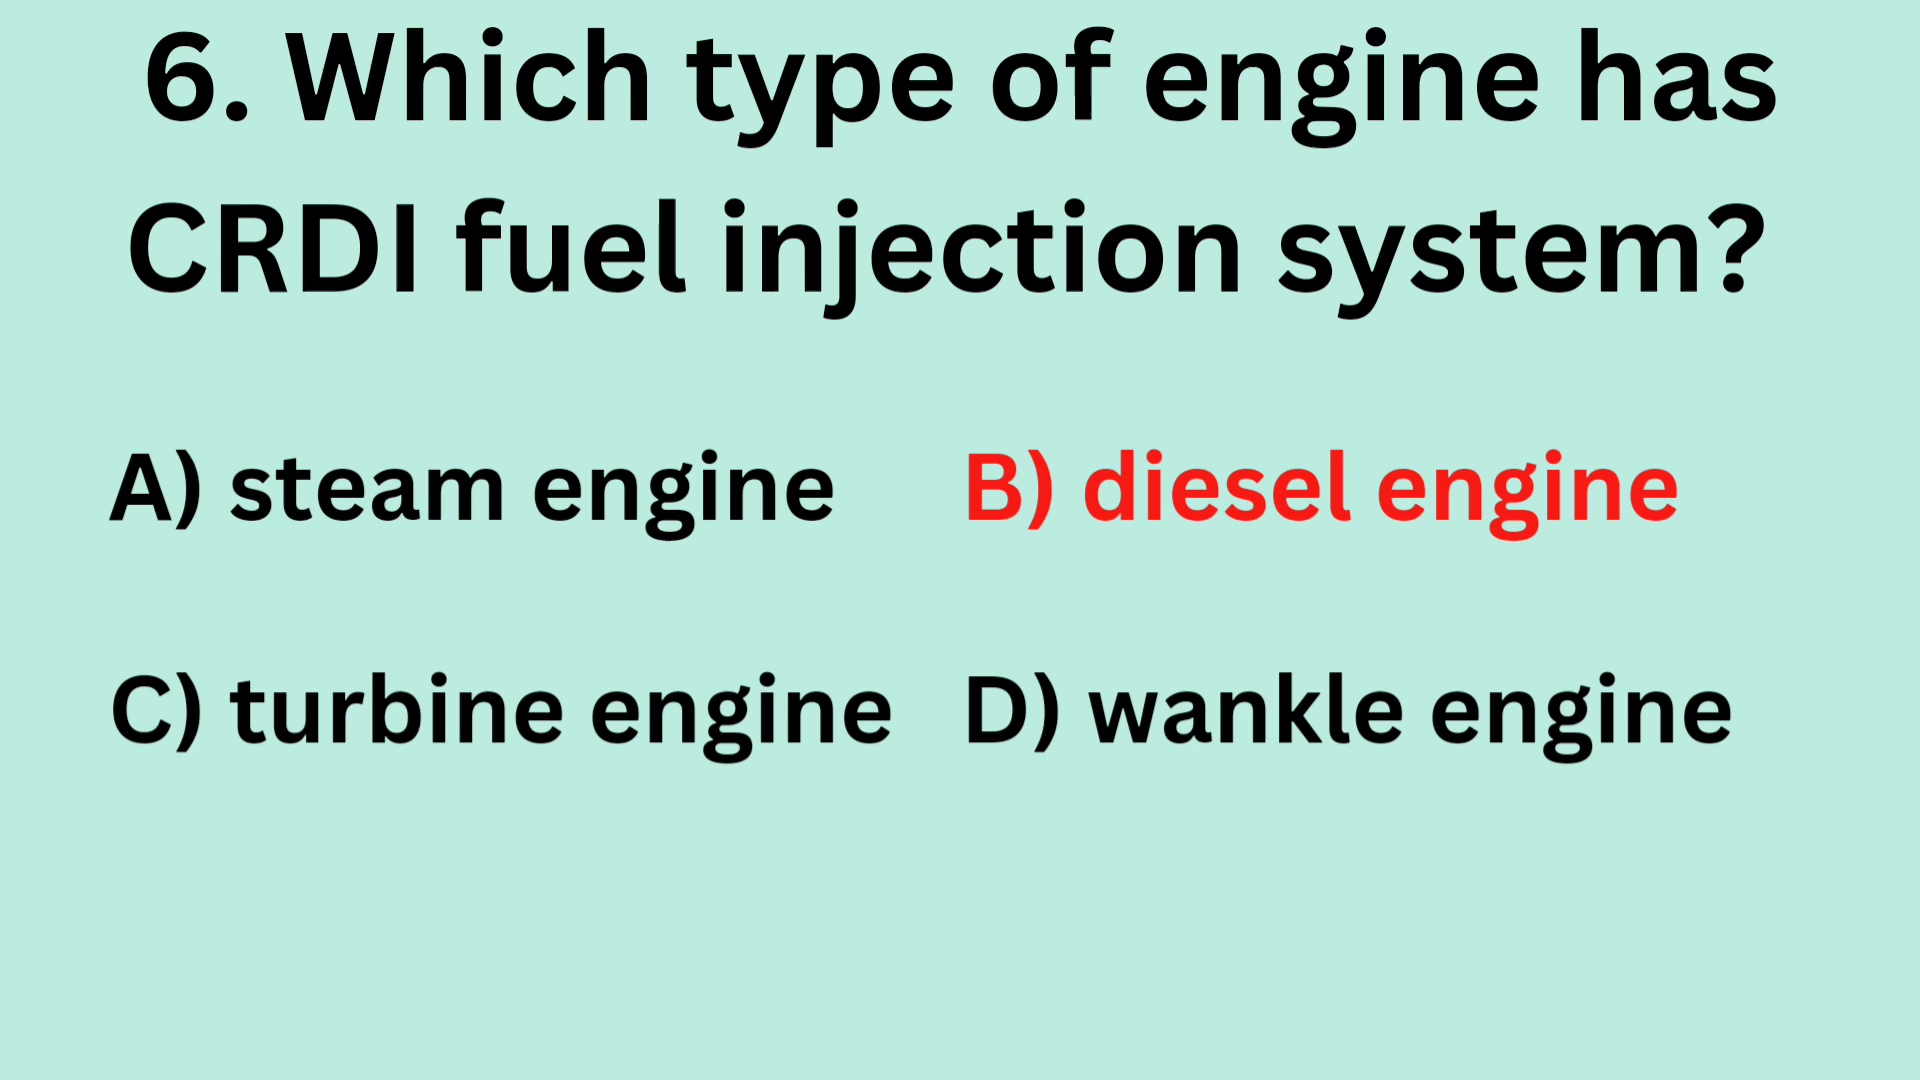 6. Which type of engine has
CRDI fuel injection system?
A) steam engine
B) diesel engine
C) turbine engine
D) wankle engine